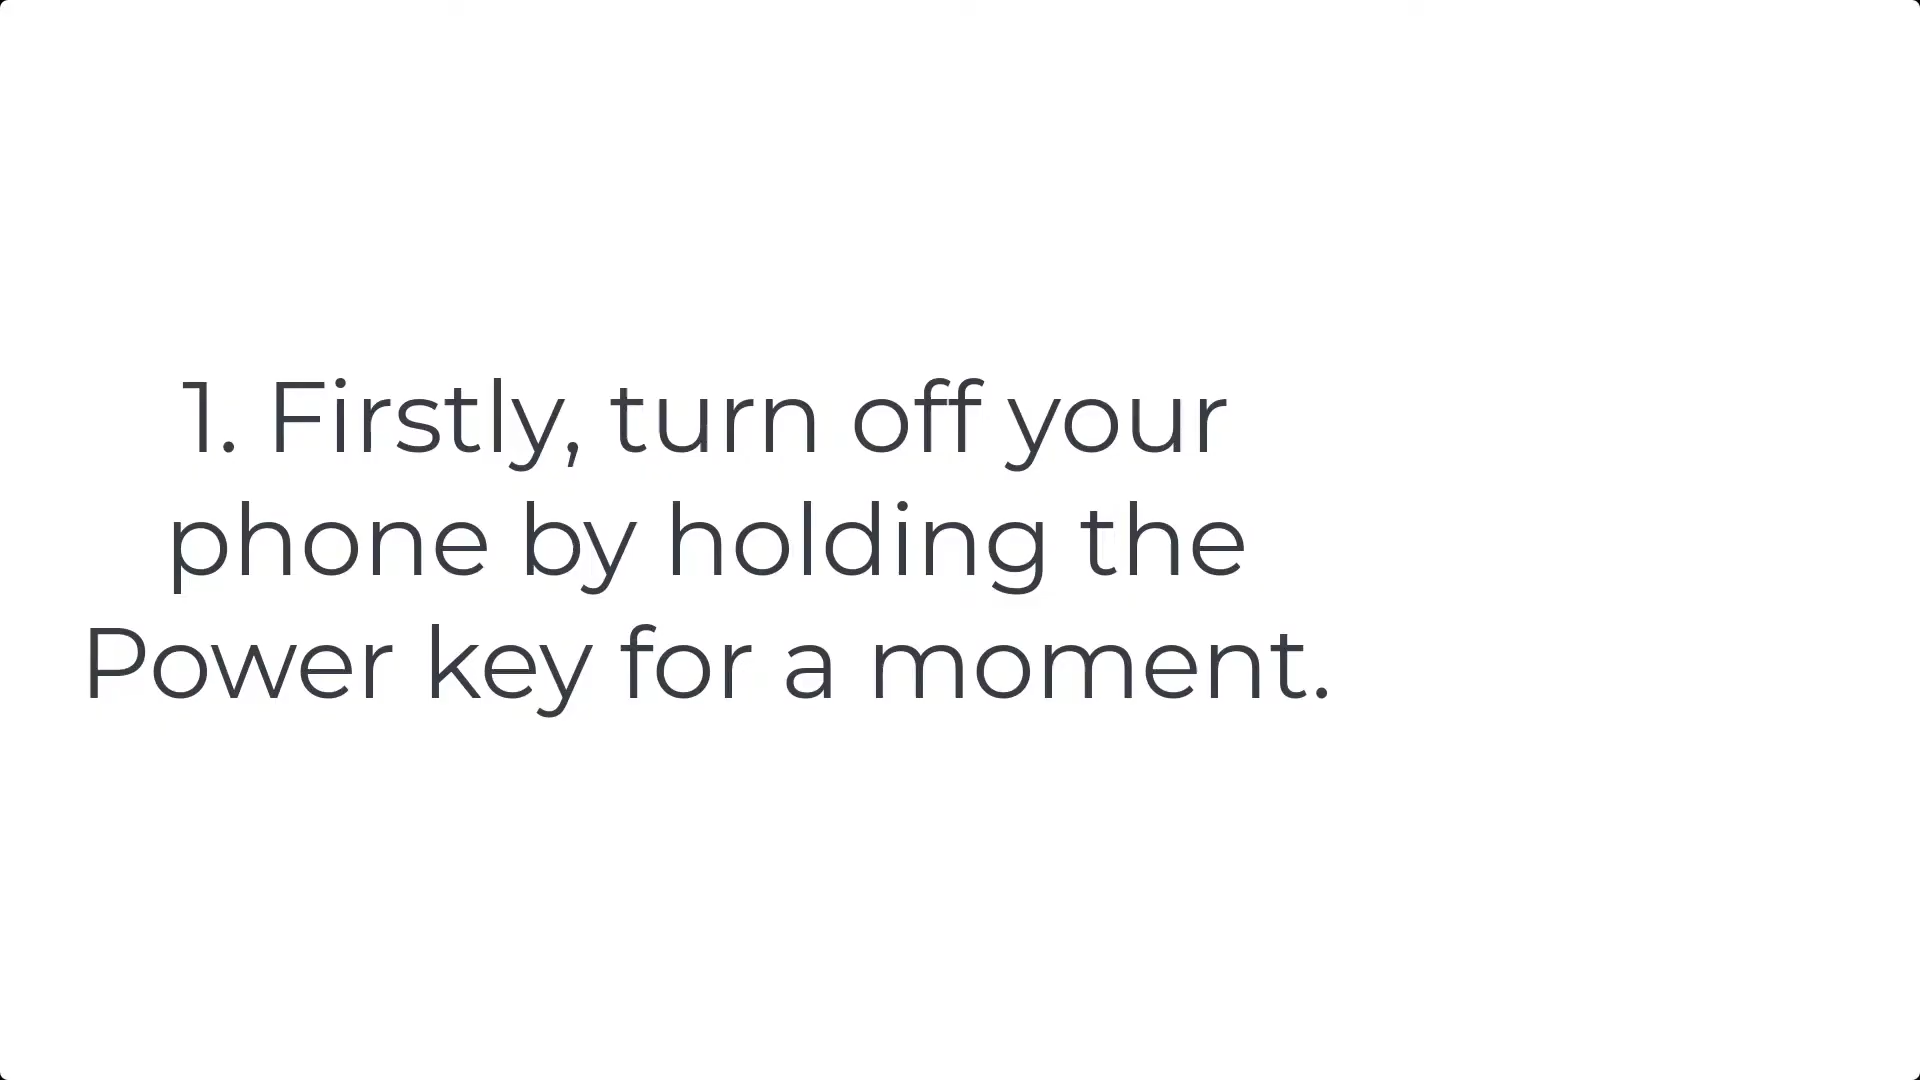 1. Firstly, turn off your
phone by holding the
Power key for a moment.